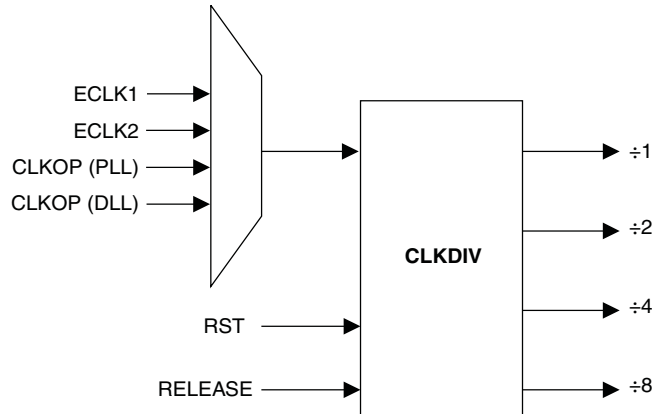 ECLK1
ECLK2
CLKOP (PLL)
CLKOP (DLL)
RST
RELEASE
CLKDIV
÷1
÷2
÷4
÷8